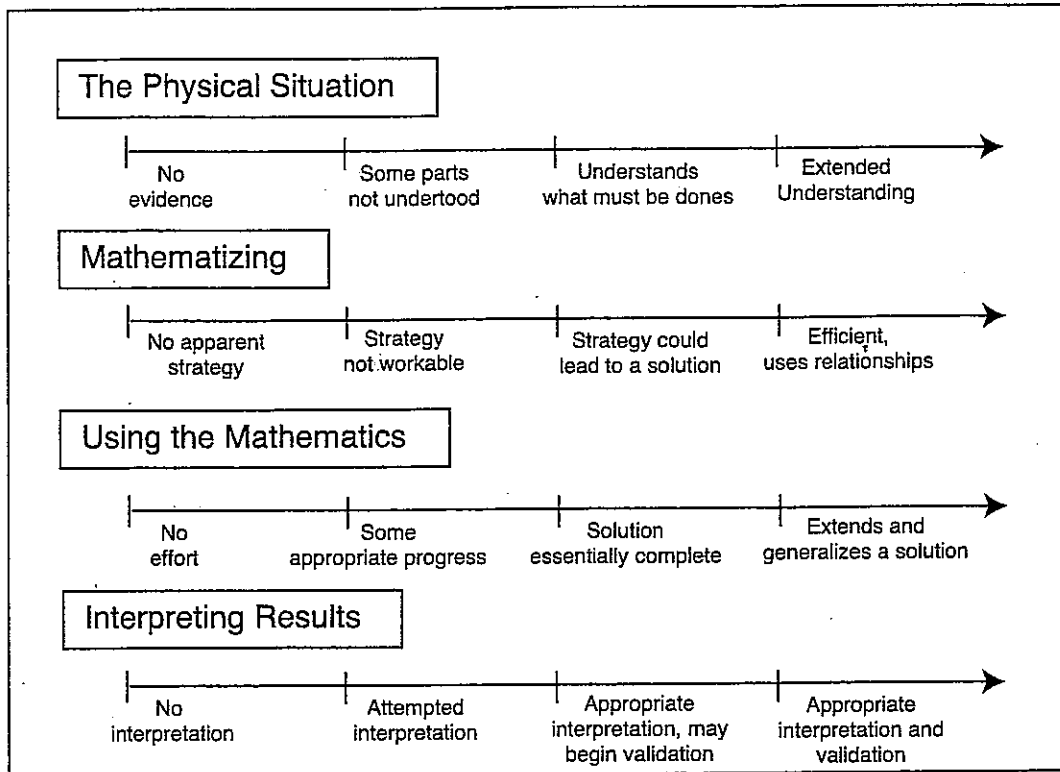 The Physical Situation
No
evidence
Some parts
not undertood
Understands
what must be dones
Extended
Understanding
Mathematizing
No apparent
strategy
Strategy
not workable
Strategy could
lead to a solution
Efficient,
uses relationships
Using the Mathematics
No
effort
Some
appropriate progress
Solution
essentially complete
Extends and
generalizes a solution
Interpreting Results
No
interpretation
Attempted
interpretation
Appropriate
interpretation, may
begin validation
Appropriate
interpretation and
validation